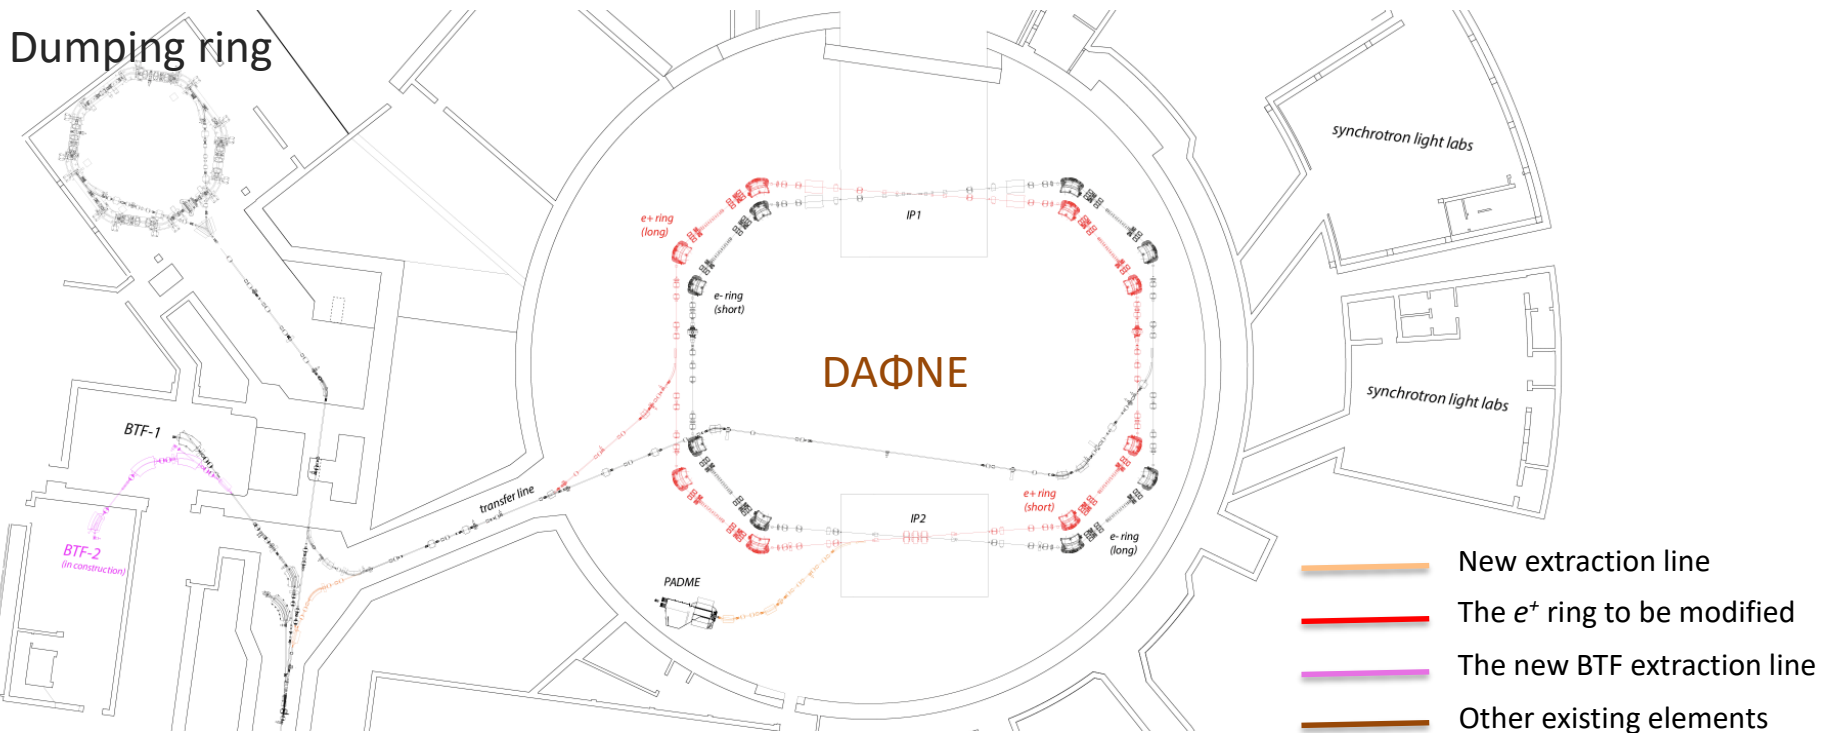 Dumping ring
synchrotron light labs
e+ ring
(long)
IP1
e- ring
(short)
DAΦNE
synchrotron light labs
BTF-1
transfer line
e+ ring
(short)
IP2
e- ring
(long)
BTF-2
(in construction)
PADME
New extraction line
The e⁺ ring to be modified
The new BTF extraction line
Other existing elements